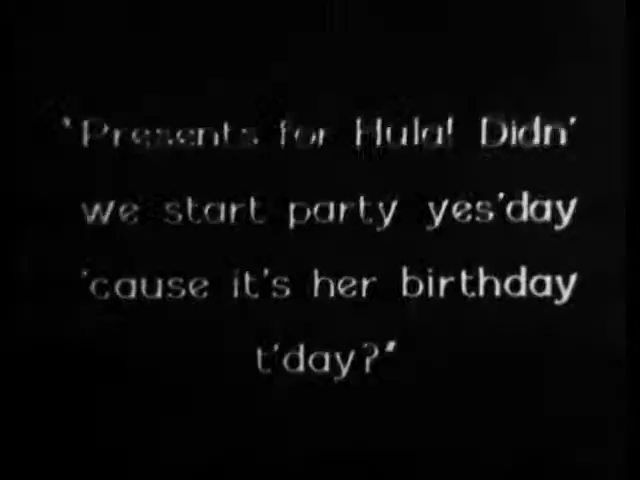 "Presents for Hula! Didn'
we start party yes'day
'cause it's her birthday
t'day?"